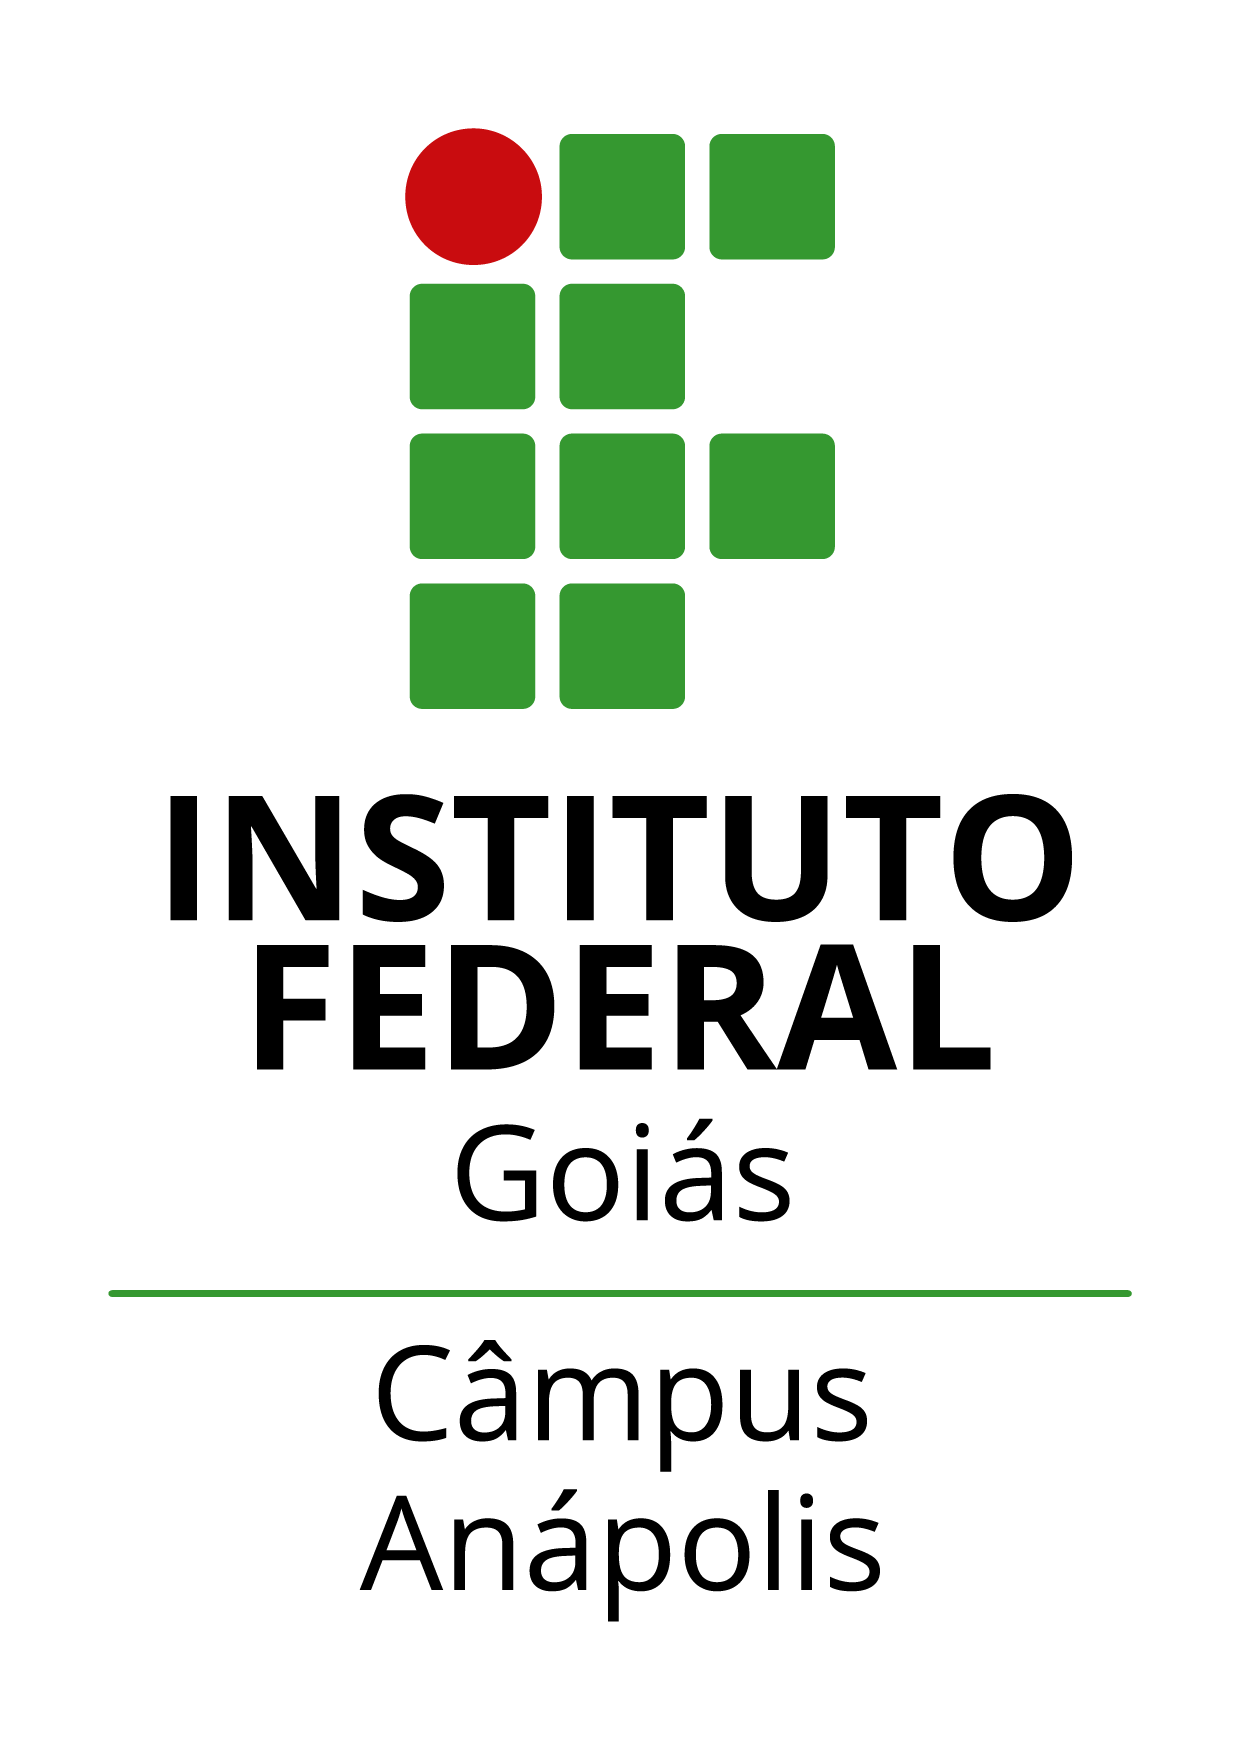 INSTITUTO
FEDERAL
Goiás
Câmpus
Anápolis